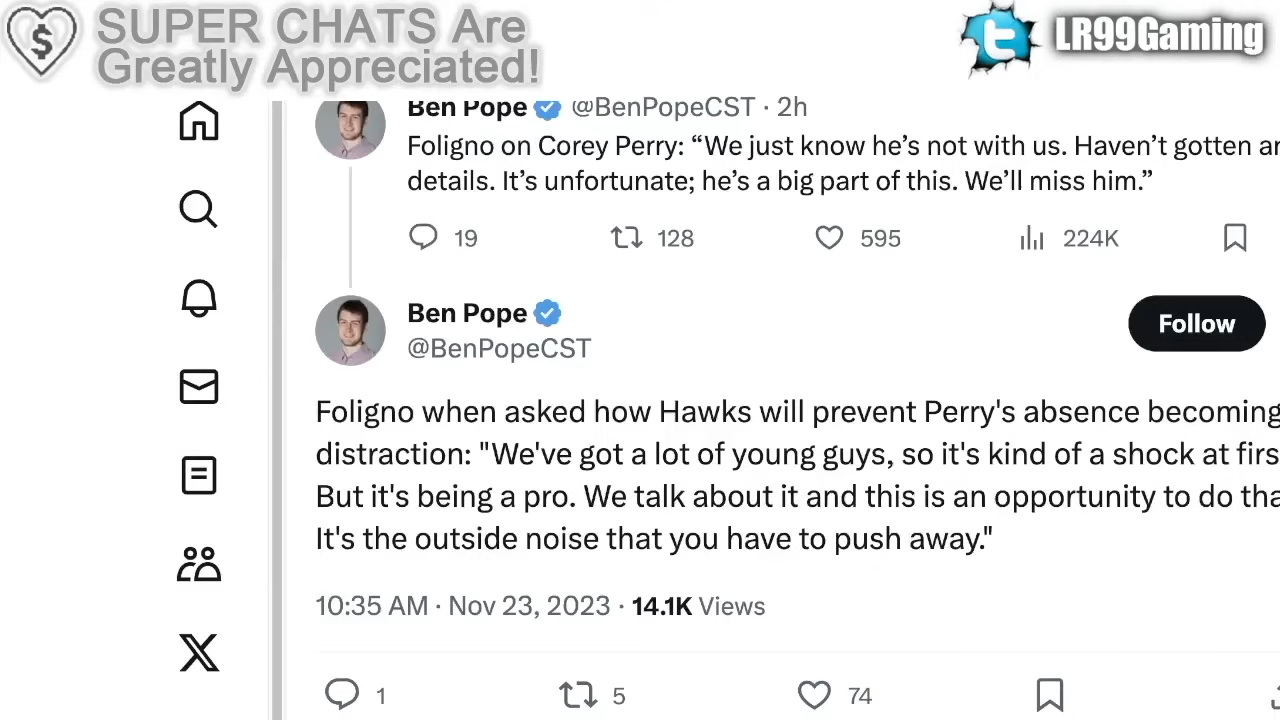 SUPER CHATS Are
Greatly Appreciated!
LR99Gaming
Ben Pope @BenPopeCST · 2h
Foligno on Corey Perry: “We just know he’s not with us. Haven’t gotten
details. It’s unfortunate; he’s a big part of this. We’ll miss him.”
19 128 595 224K
Ben Pope
@BenPopeCST
Follow
Foligno when asked how Hawks will prevent Perry's absence becoming
distraction: "We've got a lot of young guys, so it's kind of a shock at
But it's being a pro. We talk about it and this is an opportunity to do
It's the outside noise that you have to push away."
10:35 AM · Nov 23, 2023 · 14.1K Views
1 5 74